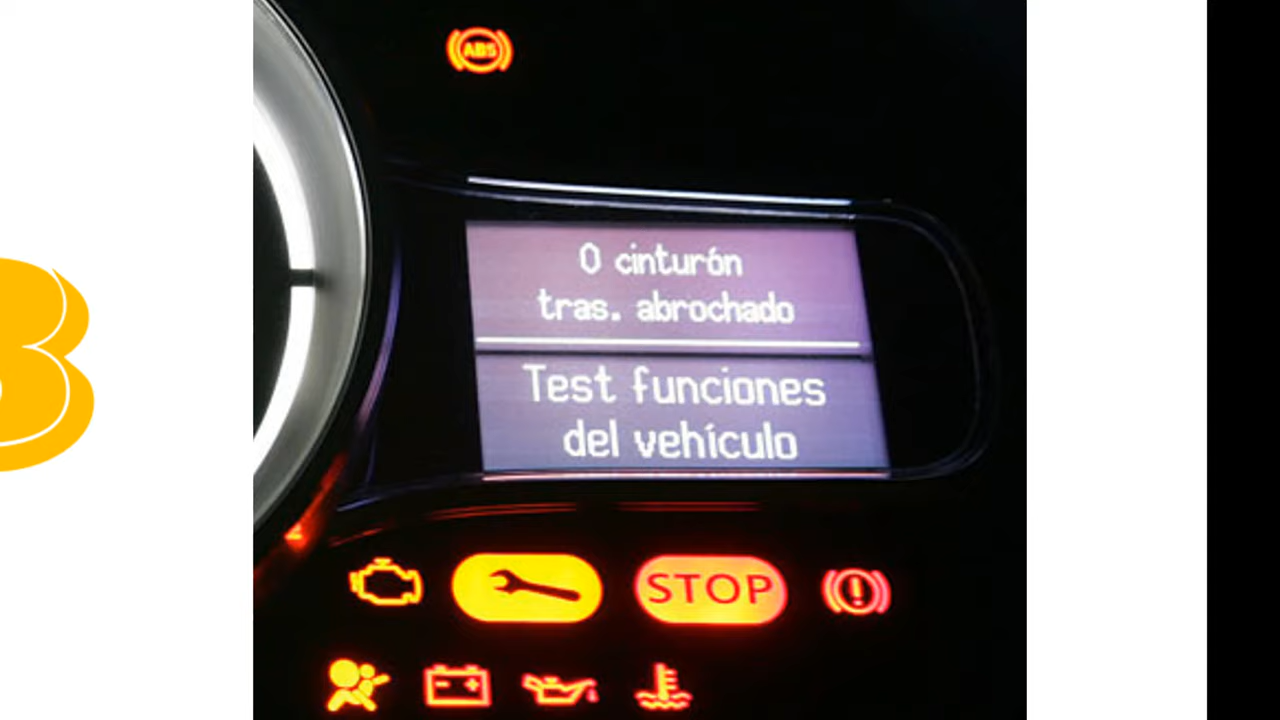 ABS
0 cinturón
tras. abrochado
Test funciones
del vehículo
STOP